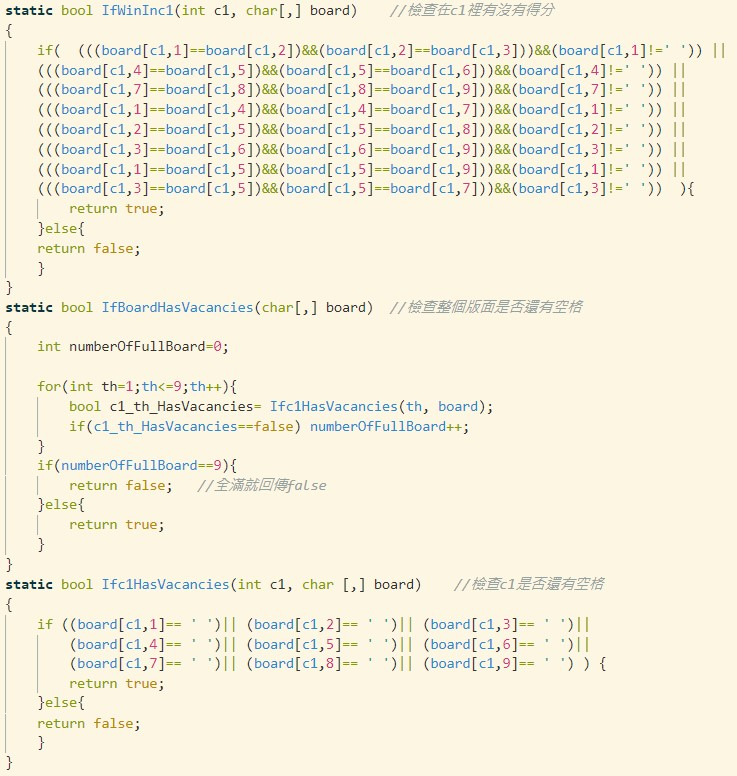 static bool IfWinInc1(int c1, char[,] board)    //檢查在c1裡有沒有得分
{
    if(  (((board[c1,1]==board[c1,2])&&(board[c1,2]==board[c1,3]))&&(board[c1,1]!=' ')) ||
    (((board[c1,4]==board[c1,5])&&(board[c1,5]==board[c1,6]))&&(board[c1,4]!=' ')) ||
    (((board[c1,7]==board[c1,8])&&(board[c1,8]==board[c1,9]))&&(board[c1,7]!=' ')) ||
    (((board[c1,1]==board[c1,4])&&(board[c1,4]==board[c1,7]))&&(board[c1,1]!=' ')) ||
    (((board[c1,2]==board[c1,5])&&(board[c1,5]==board[c1,8]))&&(board[c1,2]!=' ')) ||
    (((board[c1,3]==board[c1,6])&&(board[c1,6]==board[c1,9]))&&(board[c1,3]!=' ')) ||
    (((board[c1,1]==board[c1,5])&&(board[c1,5]==board[c1,9]))&&(board[c1,1]!=' ')) ||
    (((board[c1,3]==board[c1,5])&&(board[c1,5]==board[c1,7]))&&(board[c1,3]!=' '))  ){
        return true;
    }else{
    return false;
    }
}
static bool IfBoardHasVacancies(char[,] board)  //檢查整個版面是否還有空格
{
    int numberOfFullBoard=0;

    for(int th=1;th<=9;th++){
        bool c1_th_HasVacancies= Ifc1HasVacancies(th, board);
        if(c1_th_HasVacancies==false) numberOfFullBoard++;
    }
    if(numberOfFullBoard==9){
        return false;   //全滿就回傳false
    }else{
        return true;
    }
}
static bool Ifc1HasVacancies(int c1, char [,] board)    //檢查c1是否還有空格
{
    if ((board[c1,1]== ' ')|| (board[c1,2]== ' ')|| (board[c1,3]== ' ')||
        (board[c1,4]== ' ')|| (board[c1,5]== ' ')|| (board[c1,6]== ' ')||
        (board[c1,7]== ' ')|| (board[c1,8]== ' ')|| (board[c1,9]== ' ') ) {
        return true;
    }else{
    return false;
    }
}